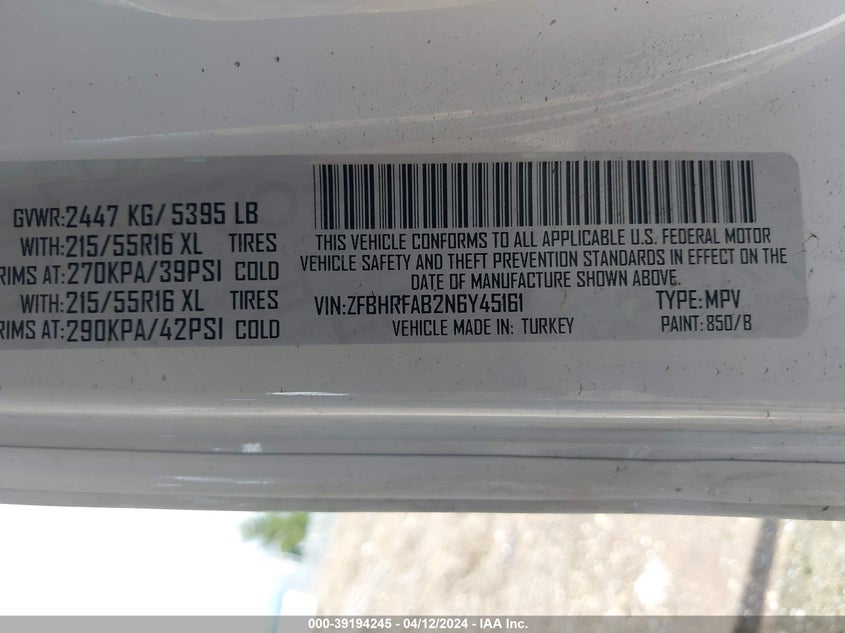 GVWR:2447 KG/5395 LB
WITH:215/55R16 XL TIRES
RIMS AT:270KPA/39PSI COLD
WITH:215/55R16 XL TIRES
RIMS AT:290KPA/42PSI COLD
THIS VEHICLE CONFORMS TO ALL APPLICABLE U.S. FEDERAL MOTOR
VEHICLE SAFETY AND THEFT PREVENTION STANDARDS IN EFFECT ON THE
DATE OF MANUFACTURE SHOWN ABOVE.
VIN:ZFBHRFAB2N6Y45161 TYPE:MPV
VEHICLE MADE IN: TURKEY PAINT:850/B
000-39194245 - 04/12/2024 - IAA Inc.